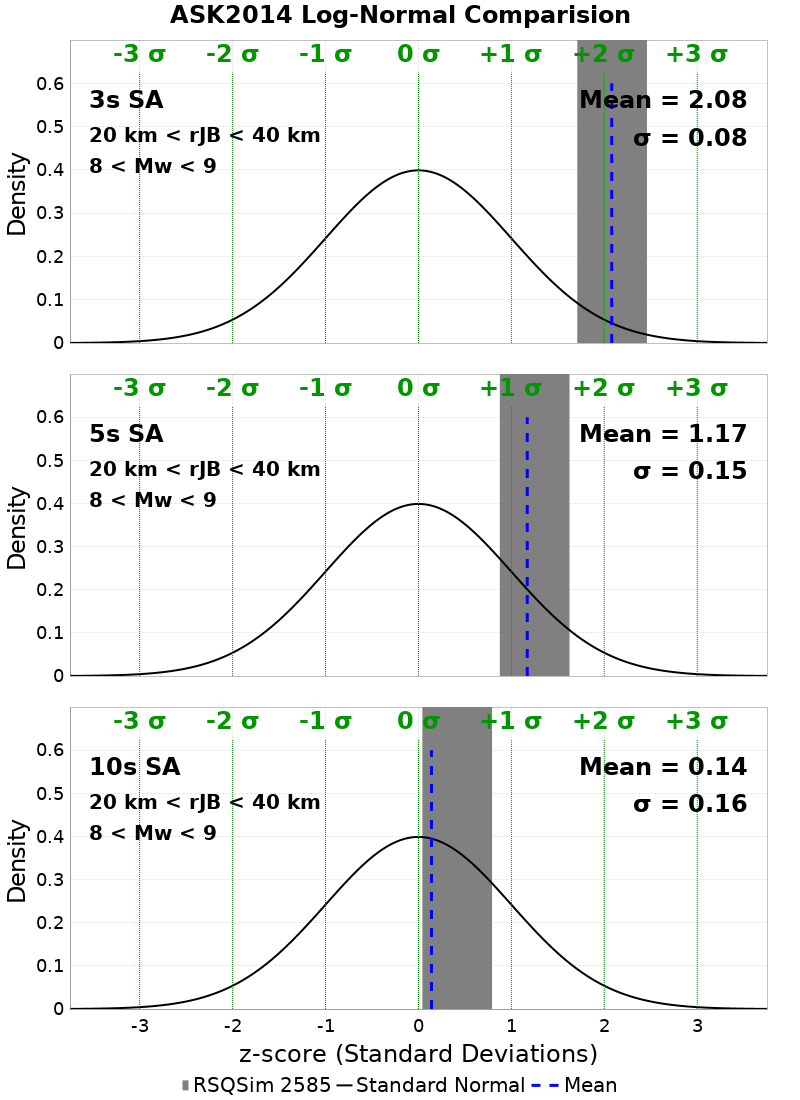 ASK2014 Log-Normal Comparision
-3 σ -2 σ -1 σ 0 σ +1 σ +2 σ +3 σ
3s SA
20 km < rJB < 40 km
8 < Mw < 9
Mean = 2.08
σ = 0.08
Density
0.6
0.5
0.4
0.3
0.2
0.1
0
-3 σ -2 σ -1 σ 0 σ +1 σ +2 σ +3 σ
5s SA
20 km < rJB < 40 km
8 < Mw < 9
Mean = 1.17
σ = 0.15
Density
0.6
0.5
0.4
0.3
0.2
0.1
0
-3 σ -2 σ -1 σ 0 σ +1 σ +2 σ +3 σ
10s SA
20 km < rJB < 40 km
8 < Mw < 9
Mean = 0.14
σ = 0.16
Density
0.6
0.5
0.4
0.3
0.2
0.1
0
-3 -2 -1 0 1 2 3
z-score (Standard Deviations)
RSQSim 2585 Standard Normal Mean